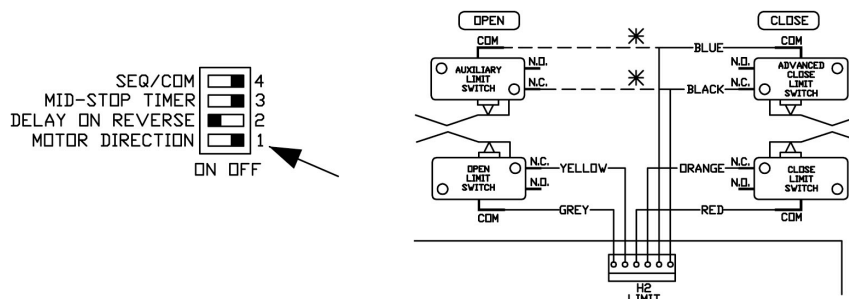 SEQ/COM 4
MID-STOP TIMER 3
DELAY ON REVERSE 2
MOTOR DIRECTION 1
ON OFF
OPEN
CLOSE
COM
COM
BLUE
AUXILIARY
LIMIT
SWITCH
N.O.
N.C.
BLACK
N.O.
N.C.
ADVANCED
CLOSE
LIMIT
SWITCH
OPEN
LIMIT
SWITCH
N.C.
N.O.
YELLOW
ORANGE
N.C.
N.O.
CLOSE
LIMIT
SWITCH
COM
GREY
RED
COM
H2
LIMIT